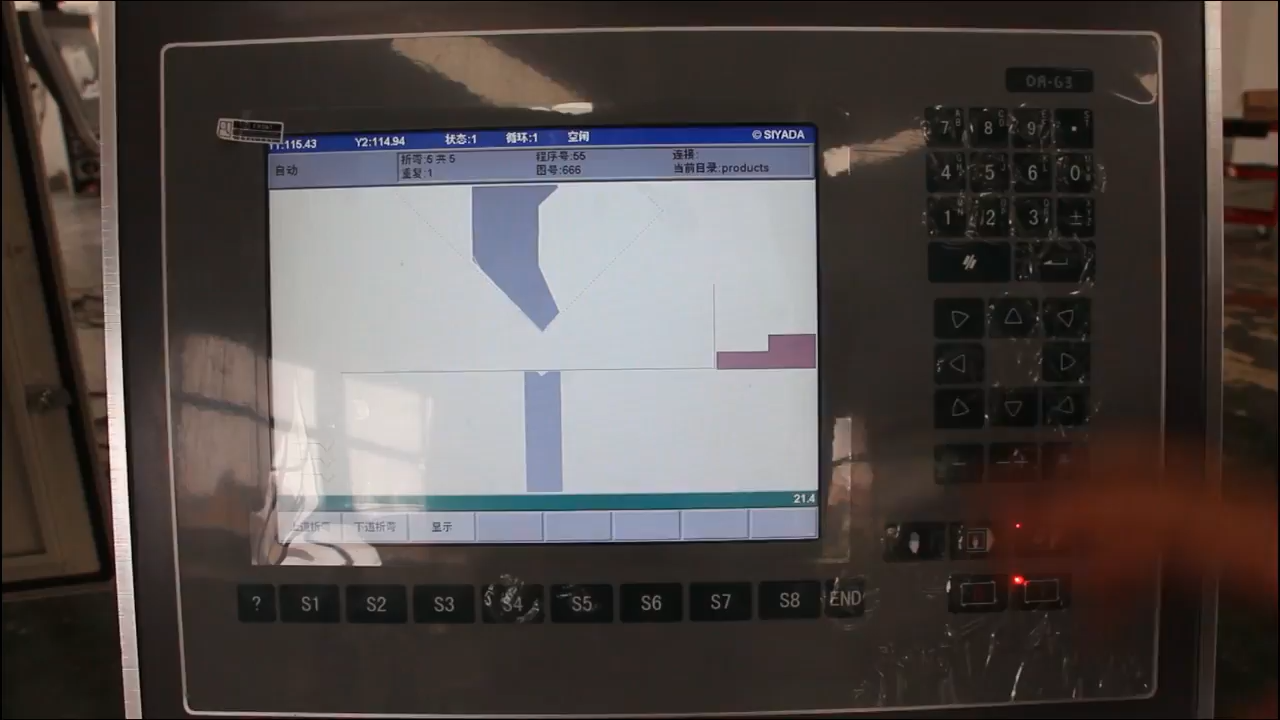 DA-63
Y1:115.43 Y2:114.94 状态:1 循环:1 空闲 © SIYADA
自动
折弯:5 共 5 程序号:55 连接:
重复:1 图号:666 当前目录:products
21.4
上道折弯 下道折弯 显示
? S1 S2 S3 S4 S5 S6 S7 S8 END
7 8 9 .
4 5 6 0
1 2 3 ±